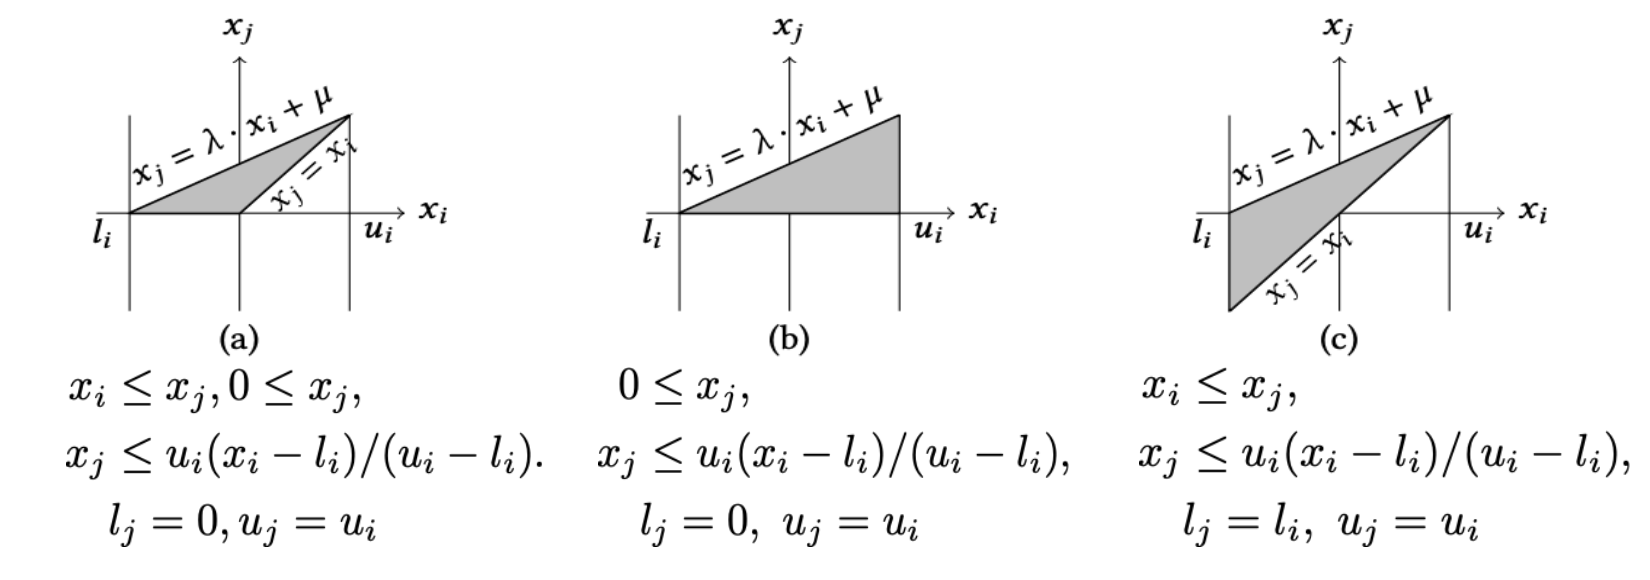 x_j x_j x_j
x_j = λ · x_i + μ x_j = λ · x_i + μ x_j = λ · x_i + μ
x_j = x_i
l_i u_i x_i l_i u_i x_i l_i u_i x_i
x_j = x_i
(a) (b) (c)
x_i ≤ x_j, 0 ≤ x_j, 0 ≤ x_j, x_i ≤ x_j,
x_j ≤ u_i(x_i − l_i)/(u_i − l_i). x_j ≤ u_i(x_i − l_i)/(u_i − l_i), x_j ≤ u_i(x_i − l_i)/(u_i − l_i),
l_j = 0, u_j = u_i l_j = 0, u_j = u_i l_j = l_i, u_j = u_i